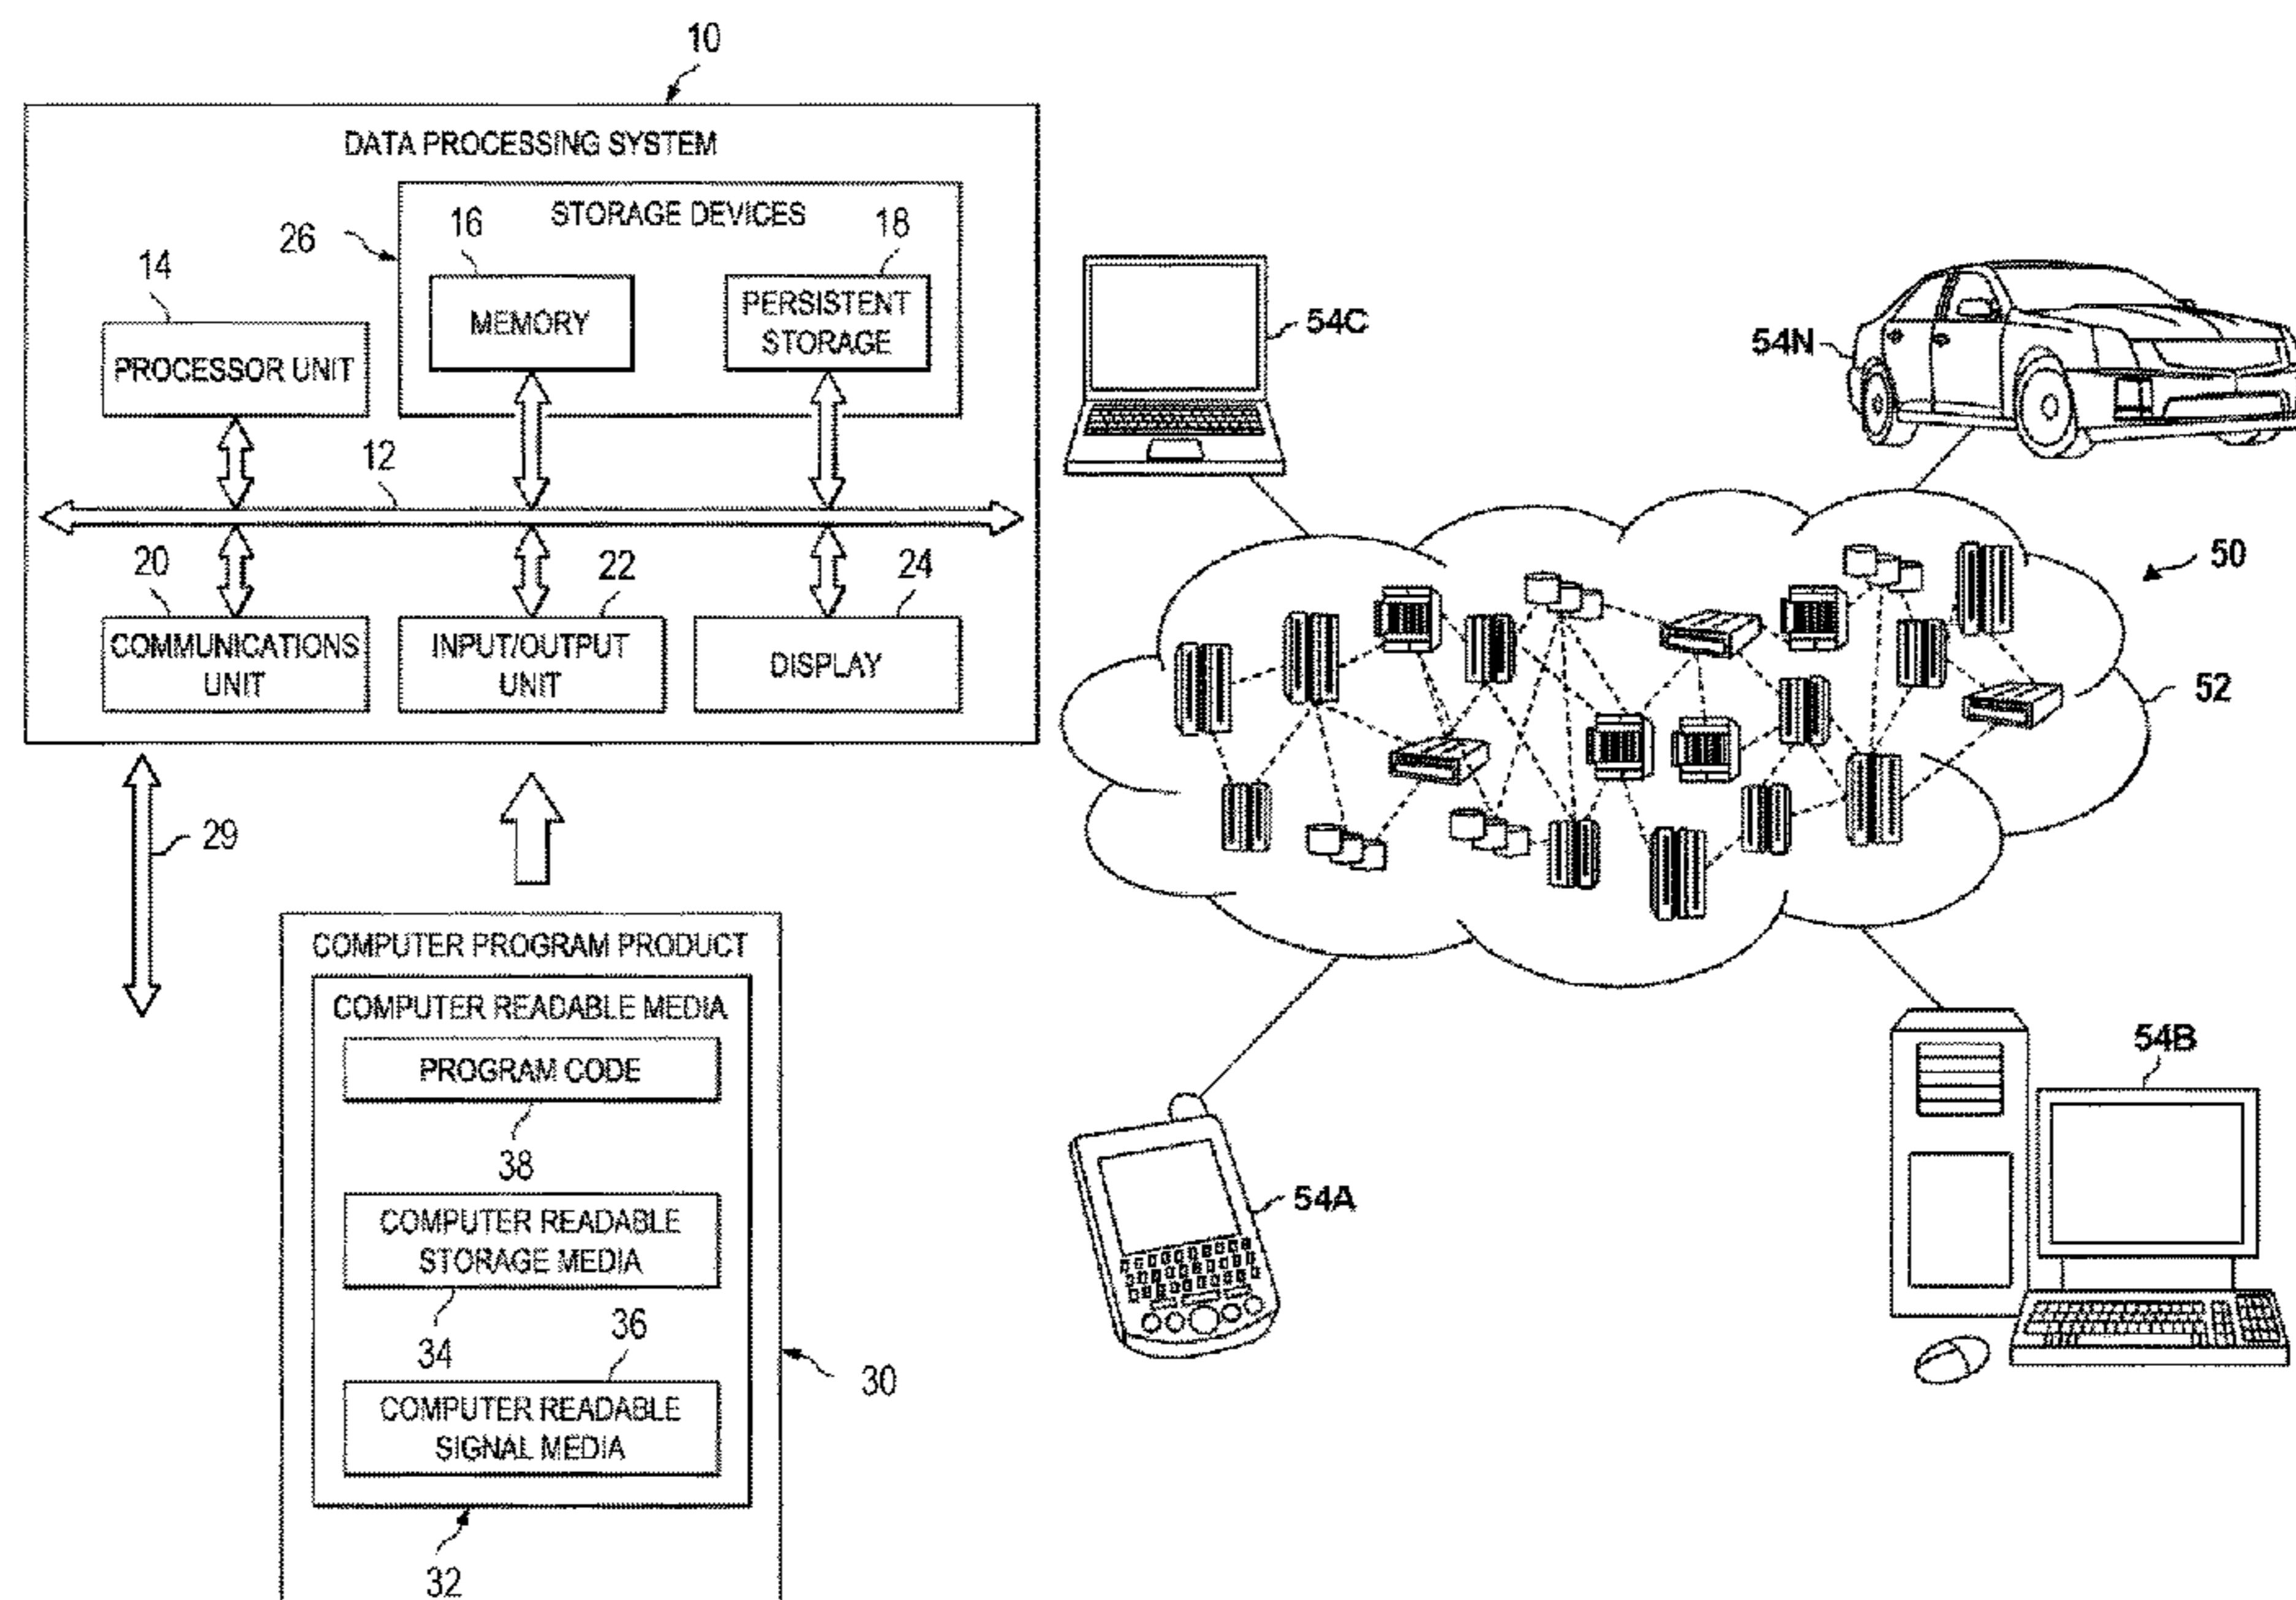 10
DATA PROCESSING SYSTEM
STORAGE DEVICES
26
16
18
14
MEMORY
PERSISTENT
STORAGE
PROCESSOR UNIT
12
20
22
24
COMMUNICATIONS
UNIT
INPUT/OUTPUT
UNIT
DISPLAY
29
COMPUTER PROGRAM PRODUCT
COMPUTER READABLE MEDIA
PROGRAM CODE
38
COMPUTER READABLE
STORAGE MEDIA
34
36
COMPUTER READABLE
SIGNAL MEDIA
30
32
54C
54N
50
52
54A
54B